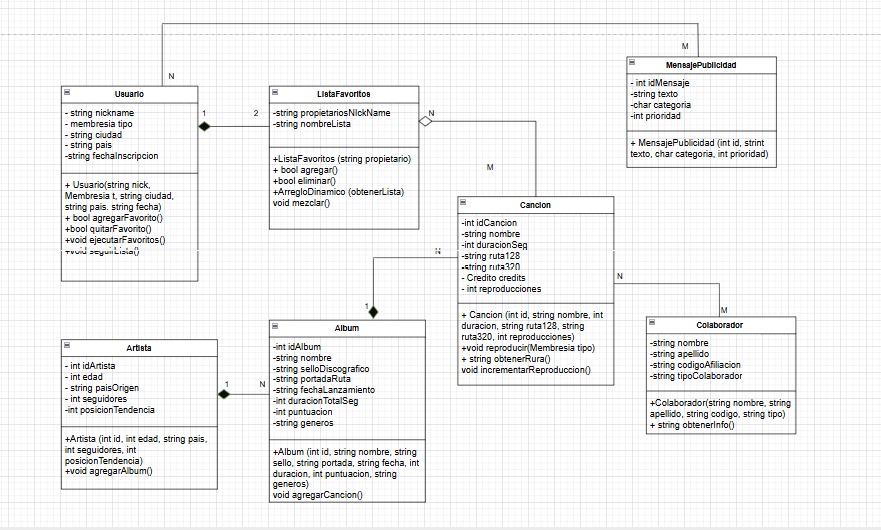 M
MensajePublicidad
- int idMensaje
-string texto
-char categoria
-int prioridad
+ MensajePublicidad (int id, strint
texto, char categoria, int prioridad)
N
Usuario
- string nickname
- membresia tipo
- string ciudad
- string pais
-string fechaInscripcion
+ Usuario(string nick,
Membresia t, string ciudad,
string pais. string fecha)
+ bool agregarFavorito()
+bool quitarFavorito()
+void ejecutarFavoritos()
+void seguirLista()
1
2
ListaFavoritos
-string propietariosNIckName
-string nombreLista
+ListaFavoritos (string propietario)
+ bool agregar()
+bool eliminar()
+ArregloDinamico (obtenerLista)
void mezclar()
N
M
Cancion
-int idCancion
-string nombre
-int duracionSeg
-string ruta128
-string ruta320
- Credito credits
- int reproducciones
+ Cancion (int id, string nombre, int
duracion, string ruta128, string
ruta320, int reproducciones)
+void reproducir(Membresia tipo)
+ string obtenerRura()
void incrementarReproduccion()
N
1
N
M
Colaborador
-string nombre
-string apellido
-string codigoAfiliacion
-string tipoColaborador
+Colaborador(string nombre, string
apellido, string codigo, string tipo)
+ string obtenerInfo()
Album
-int idAlbum
-string nombre
-string selloDiscografico
-string portadaRuta
-string fechaLanzamiento
-int duracionTotalSeg
-int puntuacion
-string generos
+Album (int id, string nombre, string
sello, string portada, string fecha, int
duracion, int puntuacion, string
generos)
void agregarCancion()
1
N
Artista
- int idArtista
- int edad
- string paisOrigen
- int seguidores
-int posicionTendencia
+Artista (int id, int edad, string pais,
int seguidores, int
posicionTendencia)
+void agregarAlbum()